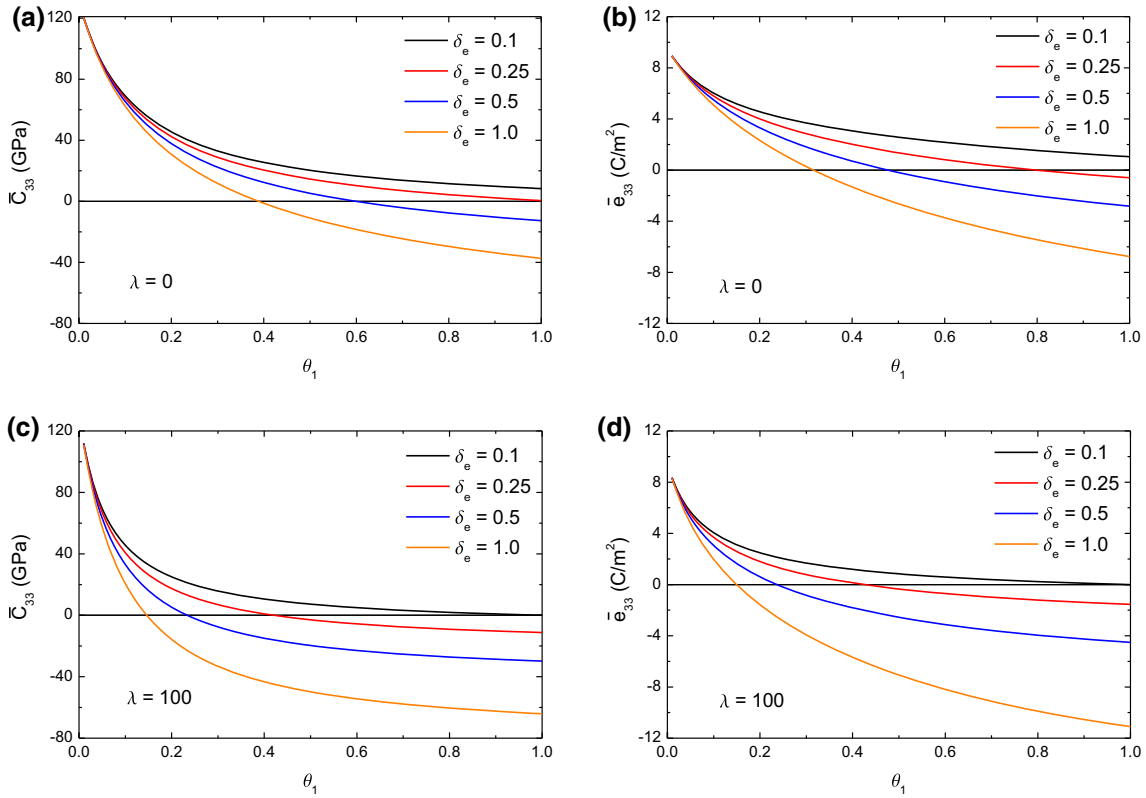 (a)
120
80
40
0
-40
-80
C̄₃₃ (GPa)
δₑ = 0.1
δₑ = 0.25
δₑ = 0.5
δₑ = 1.0
λ = 0
0.0 0.2 0.4 0.6 0.8 1.0
θ₁
(b)
12
8
4
0
-4
-8
-12
ē₃₃ (C/m²)
δₑ = 0.1
δₑ = 0.25
δₑ = 0.5
δₑ = 1.0
λ = 0
0.0 0.2 0.4 0.6 0.8 1.0
θ₁
(c)
120
80
40
0
-40
-80
C̄₃₃ (GPa)
δₑ = 0.1
δₑ = 0.25
δₑ = 0.5
δₑ = 1.0
λ = 100
0.0 0.2 0.4 0.6 0.8 1.0
θ₁
(d)
12
8
4
0
-4
-8
-12
ē₃₃ (C/m²)
δₑ = 0.1
δₑ = 0.25
δₑ = 0.5
δₑ = 1.0
λ = 100
0.0 0.2 0.4 0.6 0.8 1.0
θ₁